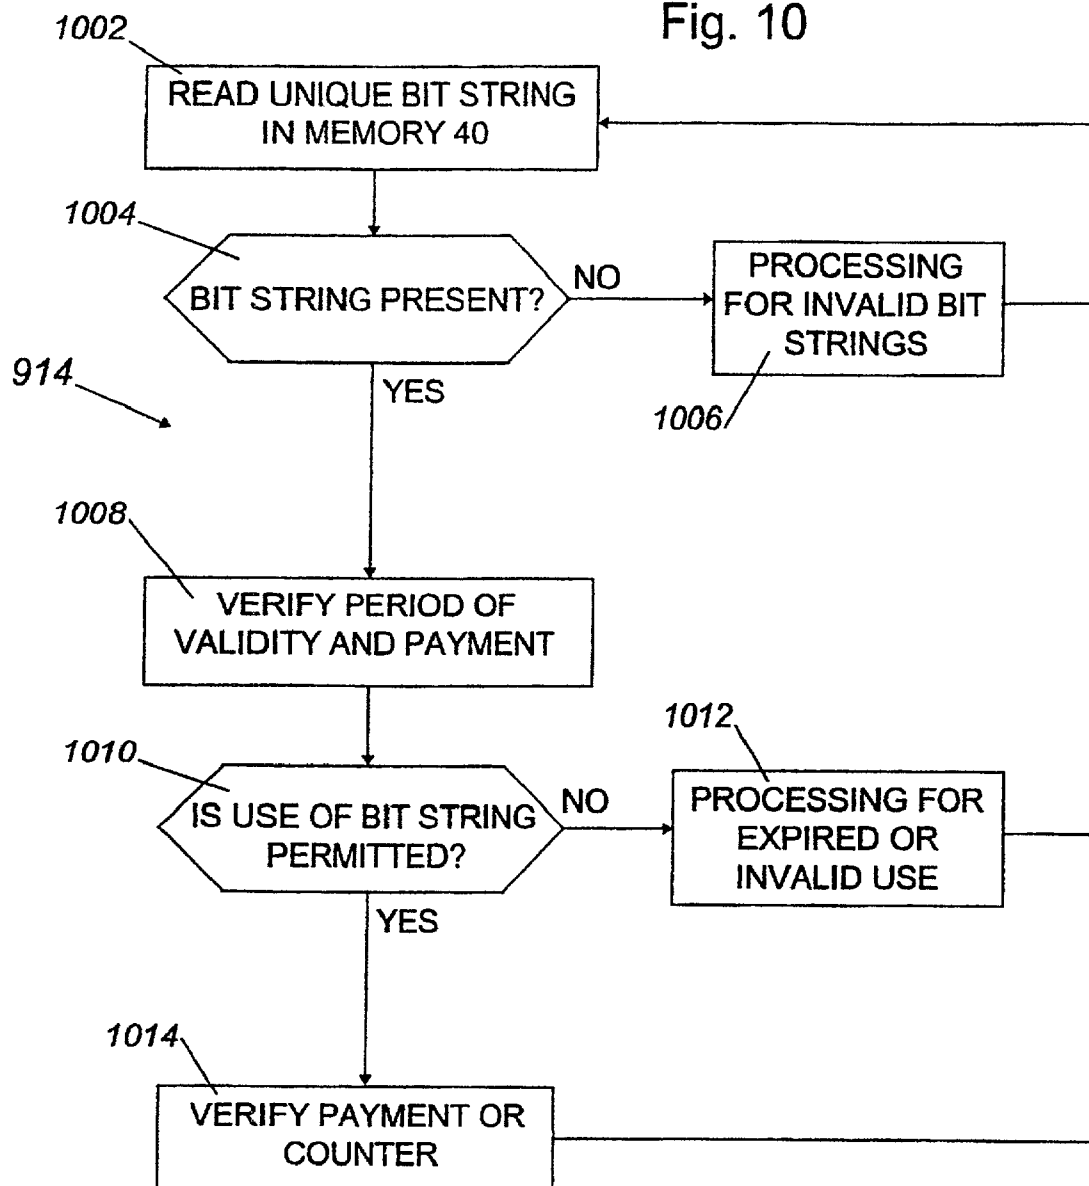 Fig. 10
1002
READ UNIQUE BIT STRING
IN MEMORY 40
1004
BIT STRING PRESENT?
NO
PROCESSING
FOR INVALID BIT
STRINGS
1006
YES
914
1008
VERIFY PERIOD OF
VALIDITY AND PAYMENT
1010
IS USE OF BIT STRING
PERMITTED?
NO
1012
PROCESSING FOR
EXPIRED OR
INVALID USE
YES
1014
VERIFY PAYMENT OR
COUNTER